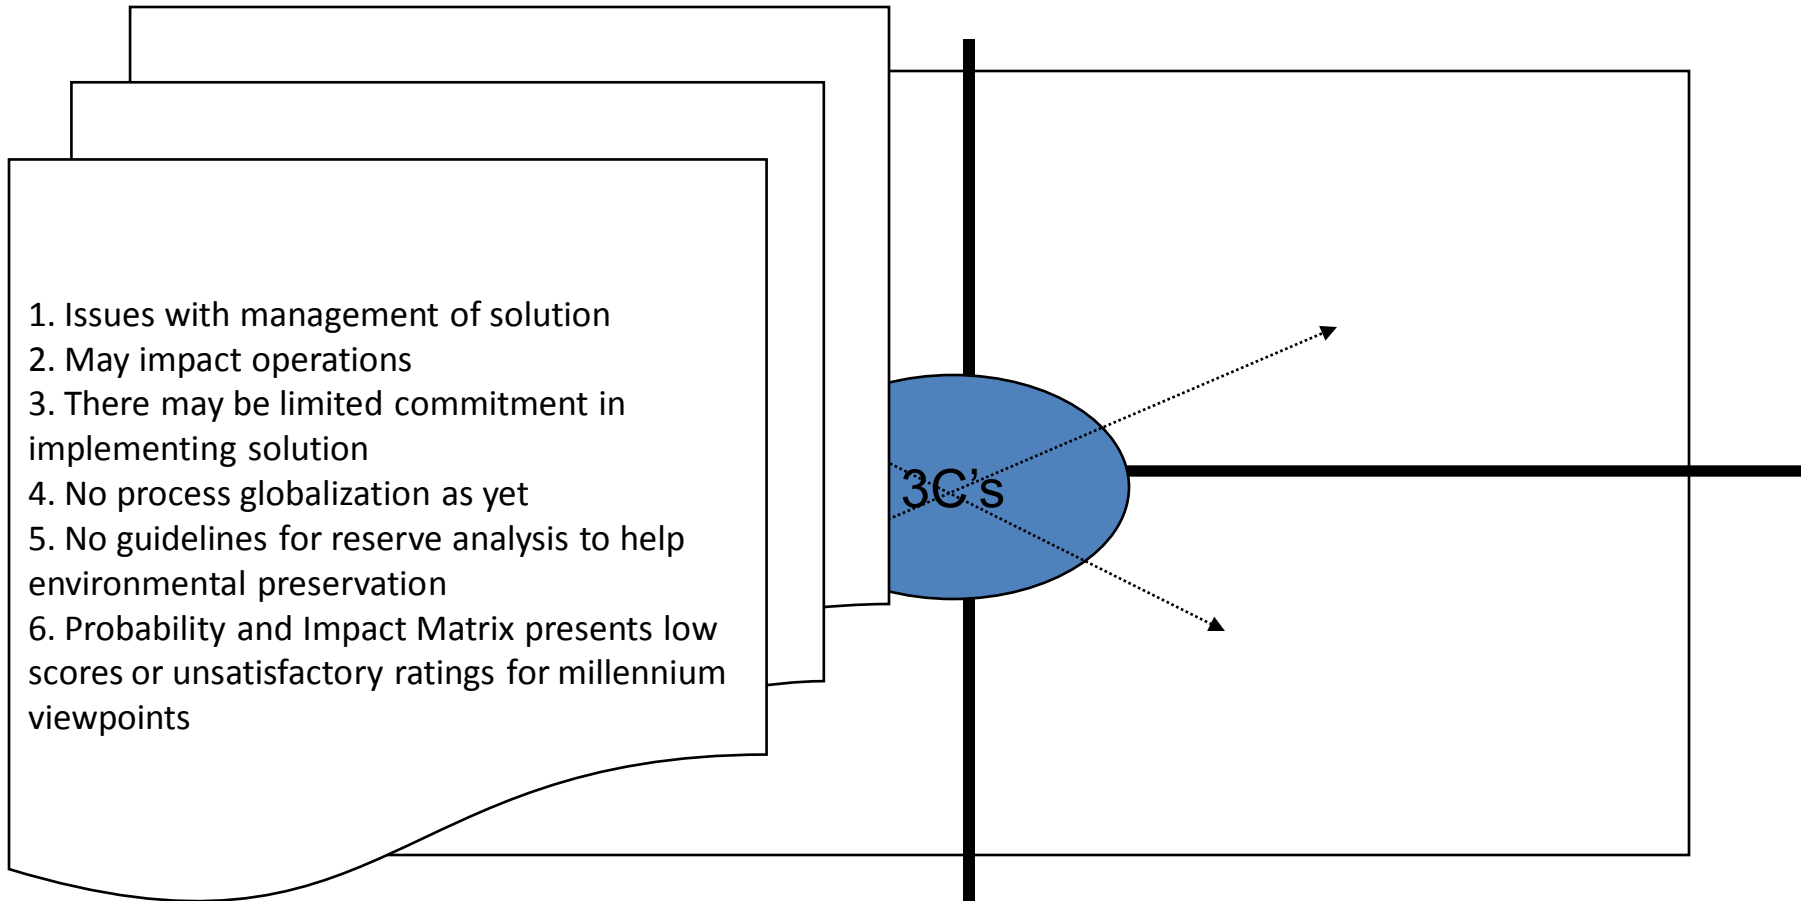 1. Issues with management of solution
2. May impact operations
3. There may be limited commitment in
implementing solution
4. No process globalization as yet
5. No guidelines for reserve analysis to help
environmental preservation
6. Probability and Impact Matrix presents low
scores or unsatisfactory ratings for millennium
viewpoints
3C’s